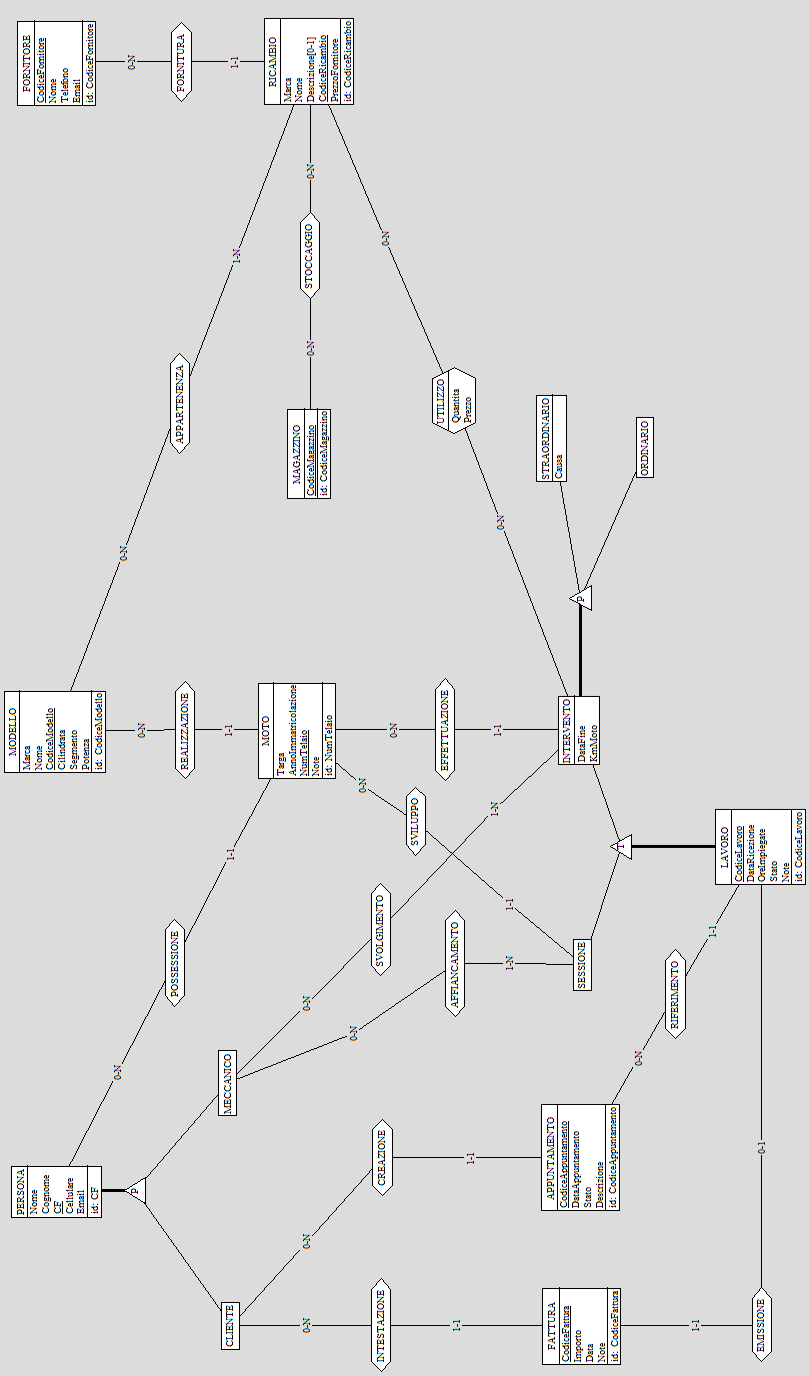 FORNITORE
CodiceFornitore
Nome
Telefono
Email
id: CodiceFornitore
0-N
FORNITURA
1-1
RICAMBIO
Marca
Nome
Descrizione[0-1]
CodiceRicambio
PrezzoFornitore
id: CodiceRicambio
1-N
APPARTENENZA
0-N
0-N
STOCCAGGIO
0-N
MAGAZZINO
CodiceMagazzino
id: CodiceMagazzino
0-N
UTILIZZO
Quantita
Prezzo
0-N
STRAORDINARIO
Causa
ORDINARIO
P
MODELLO
Marca
Nome
CodiceModello
Cilindrata
Segmento
Potenza
id: CodiceModello
0-N
REALIZZAZIONE
1-1
MOTO
Targa
AnnoImmatricolazione
NumTelaio
Note
id: NumTelaio
0-N
EFFETTUAZIONE
1-1
INTERVENTO
DataFine
KmMoto
0-N
SVILUPPO
1-1
1-N
SVOLGIMENTO
0-N
1-1
POSSESSIONE
0-N
T
LAVORO
CodiceLavoro
DataRicezione
OreImpiegate
Stato
Note
id: CodiceLavoro
SESSIONE
1-N
AFFIANCAMENTO
0-N
MECCANICO
1-1
RIFERIMENTO
0-N
PERSONA
Nome
Cognome
CF
Cellulare
Email
id: CF
P
CLIENTE
0-N
CREAZIONE
1-1
APPUNTAMENTO
CodiceAppuntamento
DataAppuntamento
Stato
Descrizione
id: CodiceAppuntamento
0-N
INTESTAZIONE
1-1
FATTURA
CodiceFattura
Importo
Data
Note
id: CodiceFattura
1-1
EMISSIONE
0-1